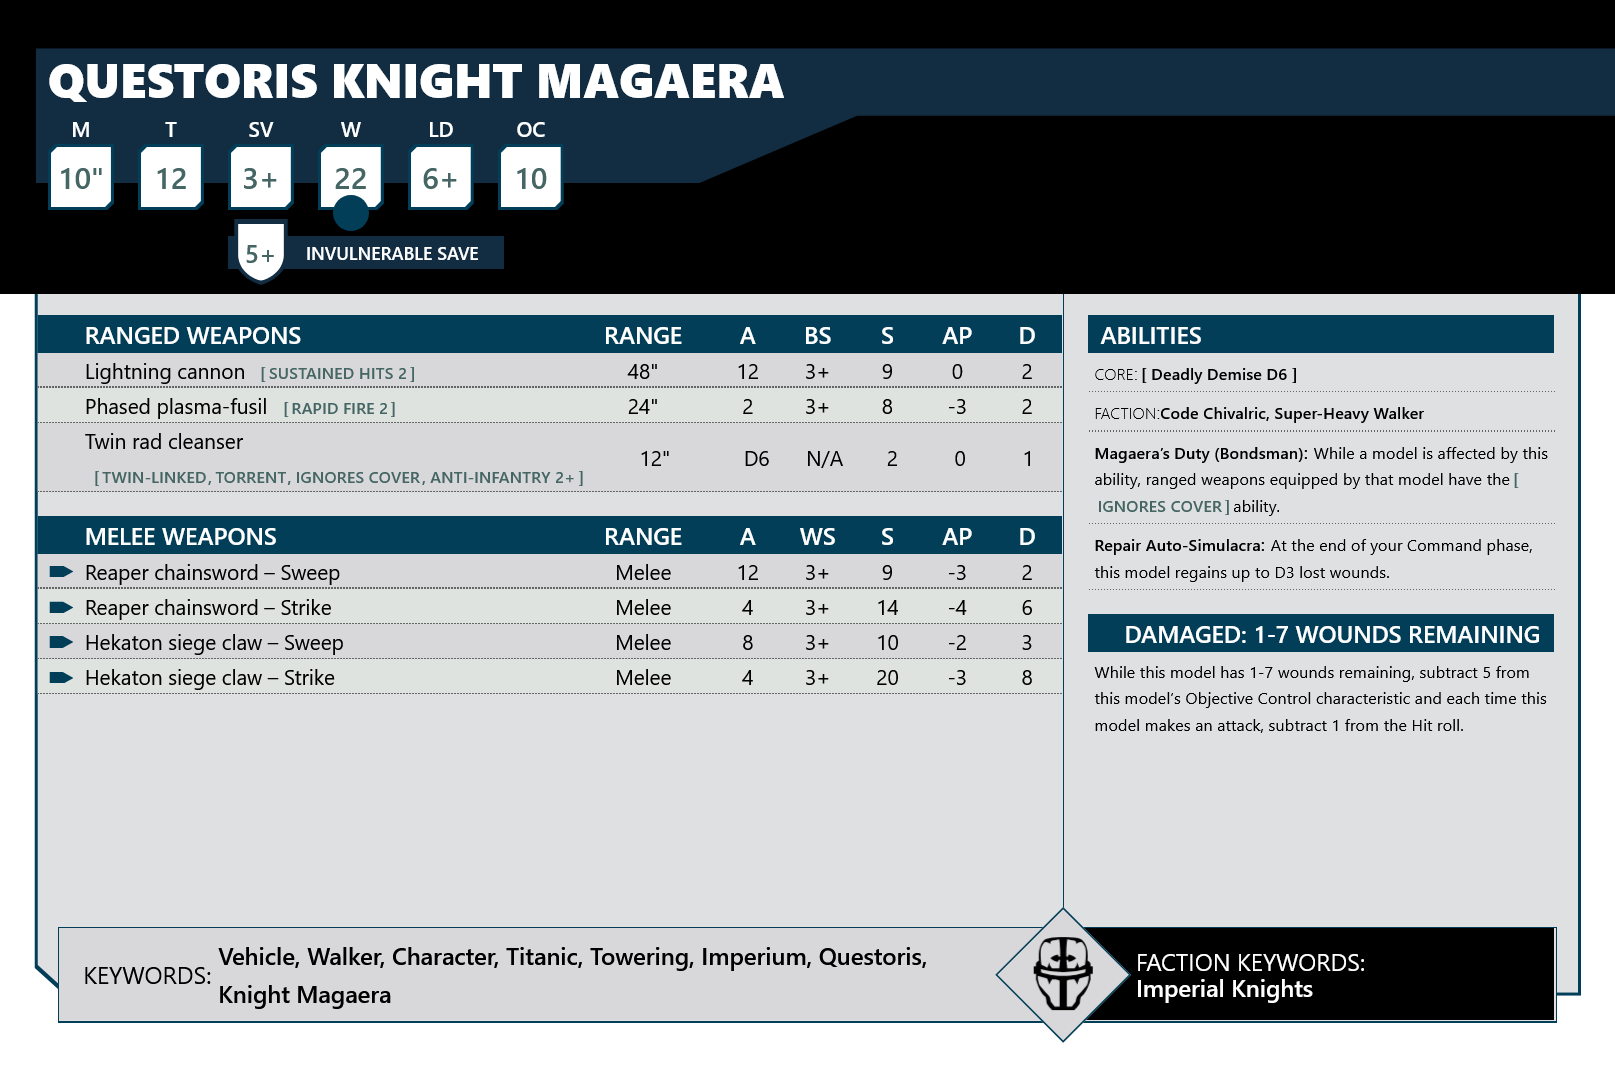 QUESTORIS KNIGHT MAGAERA
M T SV W LD OC
10" 12 3+ 22 6+ 10
5+ INVULNERABLE SAVE
RANGED WEAPONS RANGE A BS S AP D
Lightning cannon [ SUSTAINED HITS 2 ] 48" 12 3+ 9 0 2
Phased plasma-fusil [ RAPID FIRE 2 ] 24" 2 3+ 8 -3 2
Twin rad cleanser
12" D6 N/A 2 0 1
[ TWIN-LINKED, TORRENT, IGNORES COVER, ANTI-INFANTRY 2+ ]
MELEE WEAPONS RANGE A WS S AP D
Reaper chainsword – Sweep Melee 12 3+ 9 -3 2
Reaper chainsword – Strike Melee 4 3+ 14 -4 6
Hekaton siege claw – Sweep Melee 8 3+ 10 -2 3
Hekaton siege claw – Strike Melee 4 3+ 20 -3 8
ABILITIES
CORE: [ Deadly Demise D6 ]
FACTION:Code Chivalric, Super-Heavy Walker
Magaera’s Duty (Bondsman): While a model is affected by this
ability, ranged weapons equipped by that model have the [
IGNORES COVER ] ability.
Repair Auto-Simulacra: At the end of your Command phase,
this model regains up to D3 lost wounds.
DAMAGED: 1-7 WOUNDS REMAINING
While this model has 1-7 wounds remaining, subtract 5 from
this model’s Objective Control characteristic and each time this
model makes an attack, subtract 1 from the Hit roll.
KEYWORDS: Vehicle, Walker, Character, Titanic, Towering, Imperium, Questoris,
Knight Magaera
FACTION KEYWORDS:
Imperial Knights